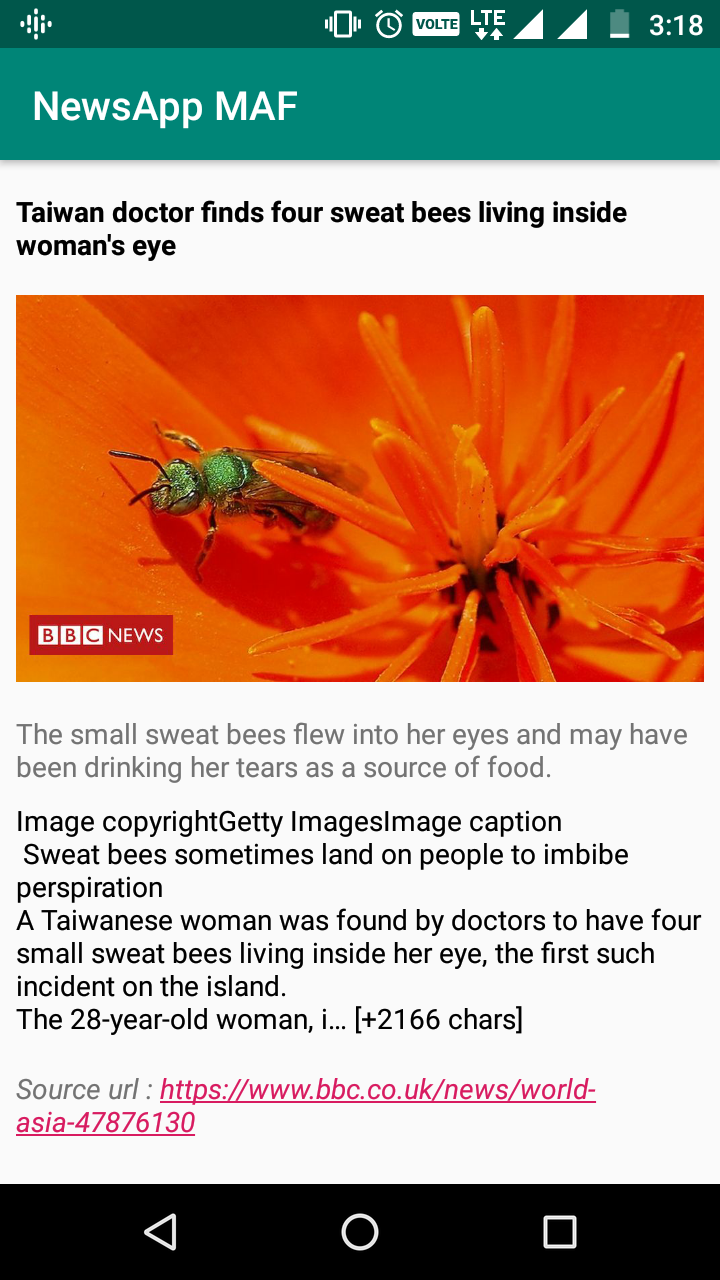 VOLTE LTE 3:18
NewsApp MAF
Taiwan doctor finds four sweat bees living inside
woman's eye
BBC NEWS
The small sweat bees flew into her eyes and may have
been drinking her tears as a source of food.
Image copyrightGetty ImagesImage caption
Sweat bees sometimes land on people to imbibe
perspiration
A Taiwanese woman was found by doctors to have four
small sweat bees living inside her eye, the first such
incident on the island.
The 28-year-old woman, i… [+2166 chars]
Source url : https://www.bbc.co.uk/news/world-
asia-47876130